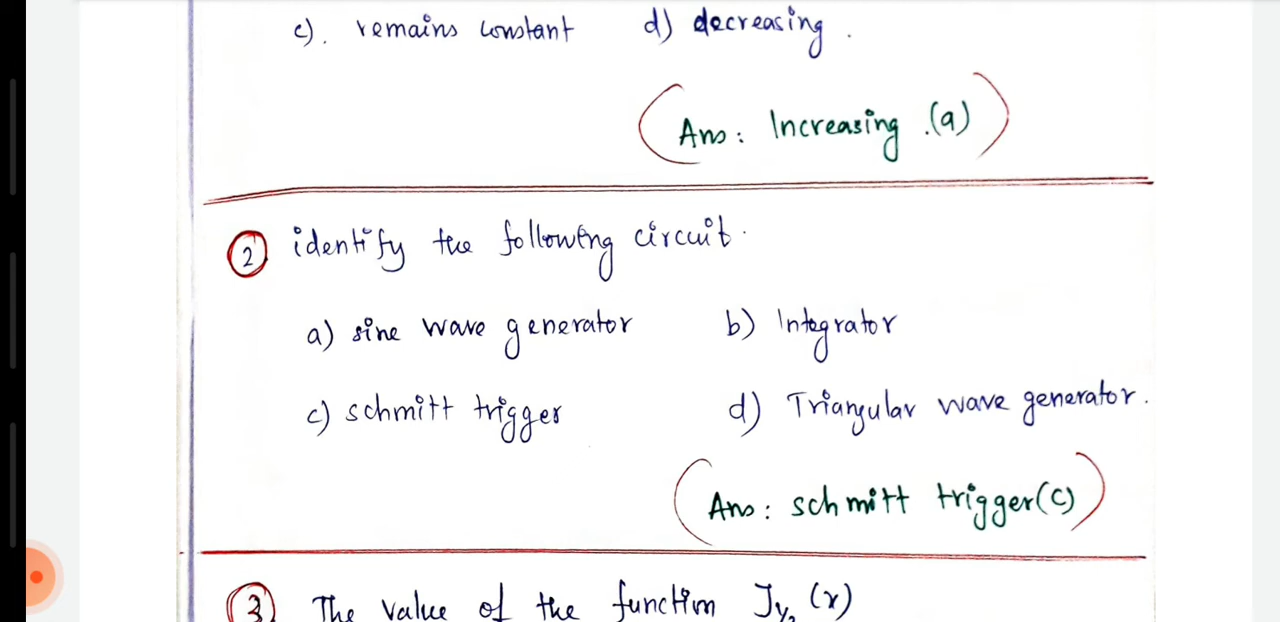 c). remains constant d) decreasing .
(Ans : Increasing .(a))
② identify the following circuit.
a) sine wave generator b) Integrator
c) schmitt trigger d) Triangular wave generator.
(Ans : schmitt trigger(c))
③ The value of the function J½ (x)